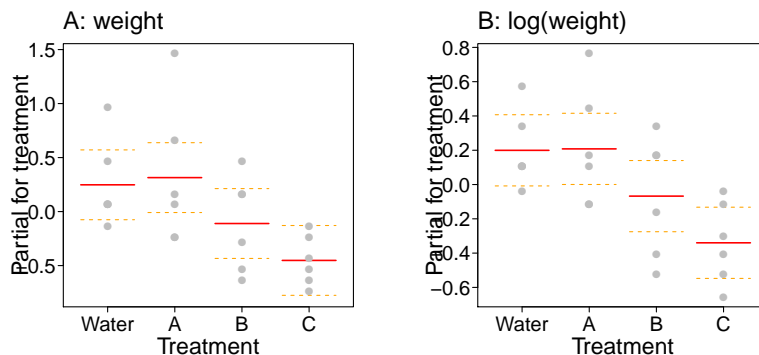 A: weight
Partial for treatment
1.5
1.0
0.5
0.0
0.5
Water
A
B
C
Treatment
B: log(weight)
Partial for treatment
0.8
0.6
0.4
0.2
0.0
−0.2
−0.4
−0.6
Water
A
B
C
Treatment